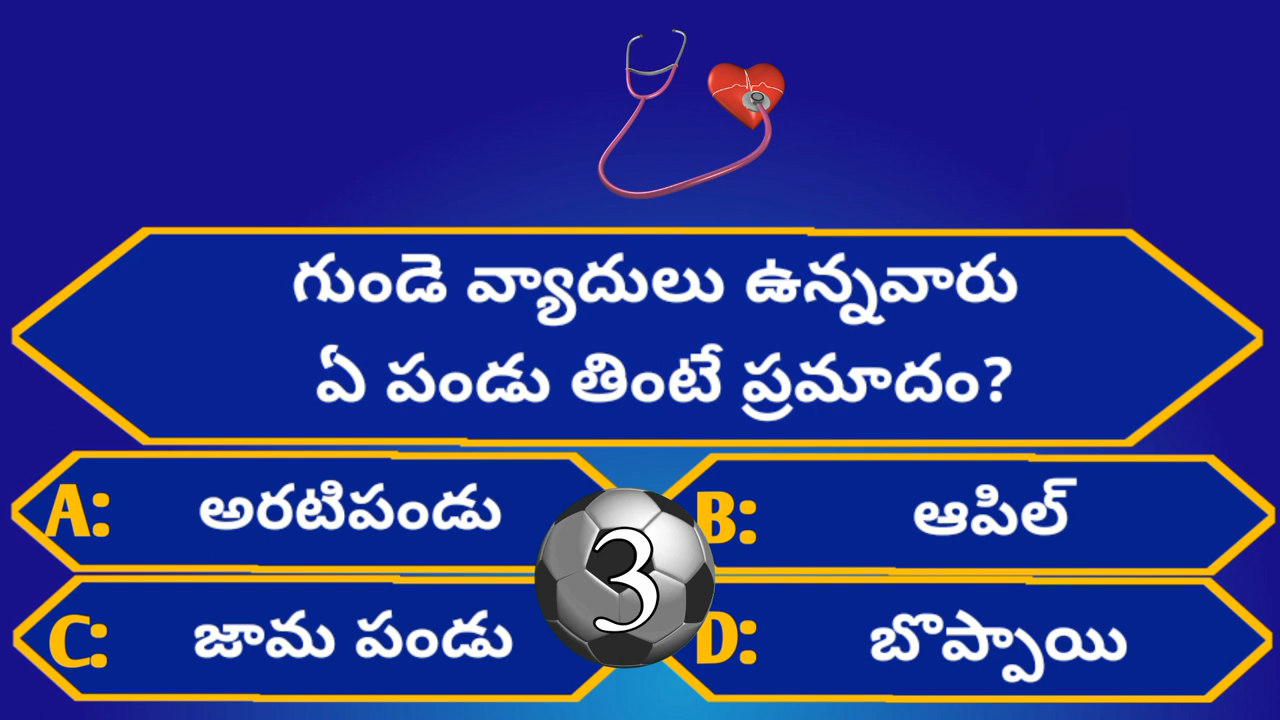 గుండె వ్యాదులు ఉన్నవారు
ఏ పండు తింటే ప్రమాదం?
A: అరటిపండు
B: ఆపిల్
C: జామ పండు
D: బొప్పాయి
3